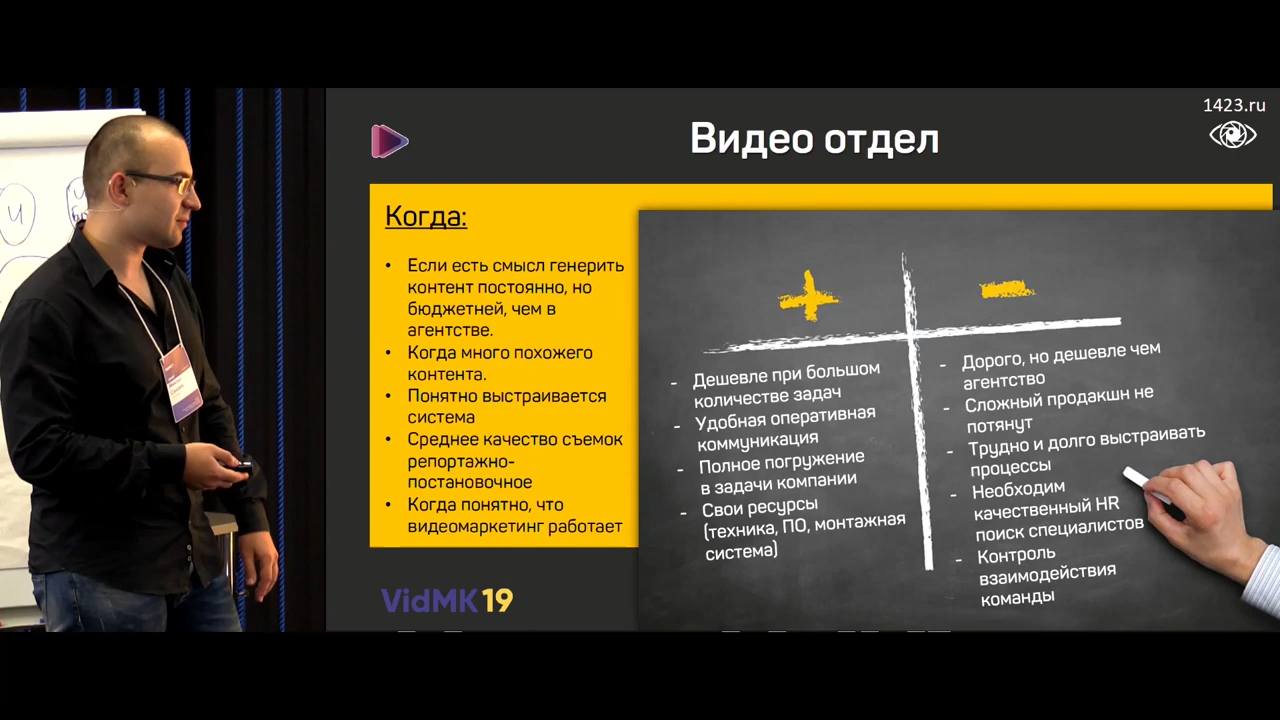 1423.ru
Видео отдел
Когда:
• Если есть смысл генерить
контент постоянно, но
бюджетней, чем в
агентстве.
• Когда много похожего
контента.
• Понятно выстраивается
система
• Среднее качество съемок
репортажно-
постановочное
• Когда понятно, что
видеомаркетинг работает
+
- Дешевле при большом
количестве задач
- Удобная оперативная
коммуникация
- Полное погружение
в задачи компании
- Свои ресурсы
(техника, ПО, монтажная
система)
-
- Дорого, но дешевле чем
агентство
- Сложный продакшн не
потянут
- Трудно и долго выстраивать
процессы
- Необходим
качественный HR
поиск специалистов
- Контроль
взаимодействия
команды
VidMK19
Ч